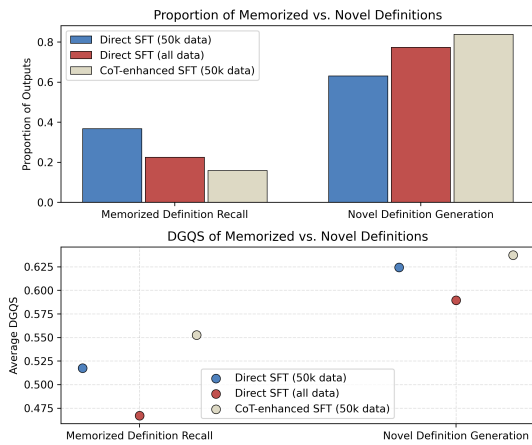 Proportion of Memorized vs. Novel Definitions
Proportion of Outputs
0.8
0.6
0.4
0.2
0.0
Direct SFT (50k data)
Direct SFT (all data)
CoT-enhanced SFT (50k data)
Memorized Definition Recall
Novel Definition Generation
DGQS of Memorized vs. Novel Definitions
Average DGQS
0.625
0.600
0.575
0.550
0.525
0.500
0.475
Direct SFT (50k data)
Direct SFT (all data)
CoT-enhanced SFT (50k data)
Memorized Definition Recall
Novel Definition Generation